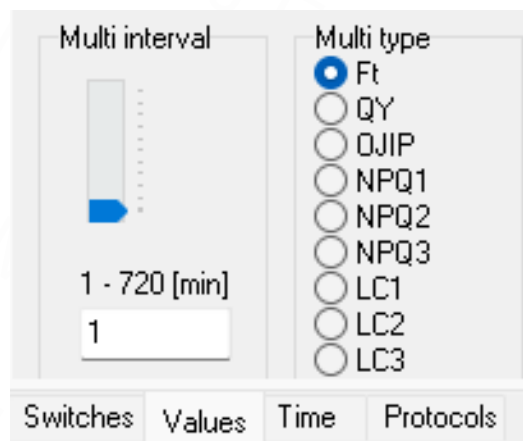 Multi interval
1 - 720 [min]
1
Multi type
Ft
QY
OJIP
NPQ1
NPQ2
NPQ3
LC1
LC2
LC3
Switches Values Time Protocols